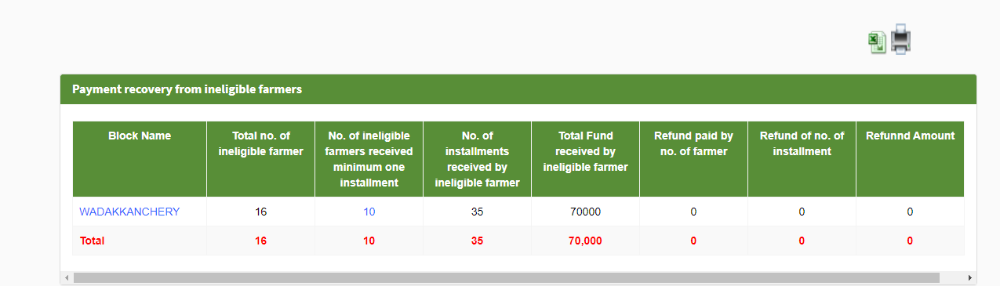 Payment recovery from ineligible farmers
Block Name
Total no. of
ineligible farmer
No. of ineligible
farmers received
minimum one
installment
No. of
installments
received by
ineligible farmer
Total Fund
received by
ineligible farmer
Refund paid by
no. of farmer
Refund of no. of
installment
Refunnd Amount
WADAKKANCHERY 16 10 35 70000 0 0 0
Total 16 10 35 70,000 0 0 0